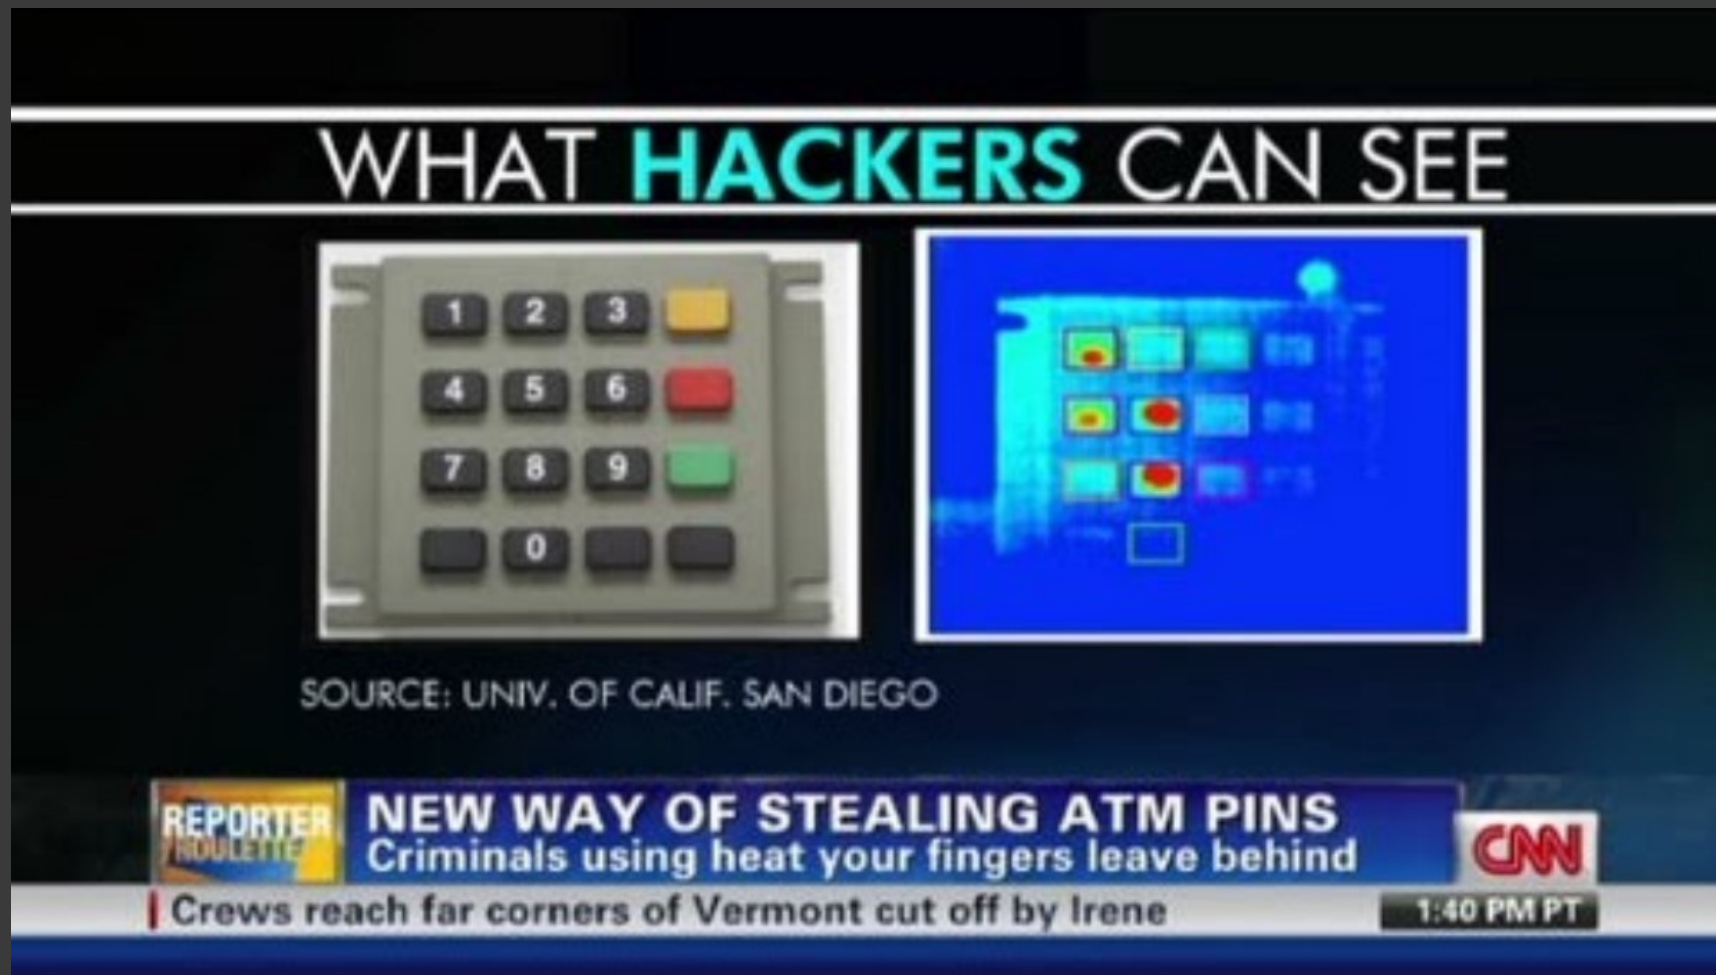 WHAT HACKERS CAN SEE
1 2 3
4 5 6
7 8 9
0
SOURCE: UNIV. OF CALIF. SAN DIEGO
REPORTER
ROULETTE
NEW WAY OF STEALING ATM PINS
Criminals using heat your fingers leave behind
CNN
Crews reach far corners of Vermont cut off by Irene
1:40 PM PT